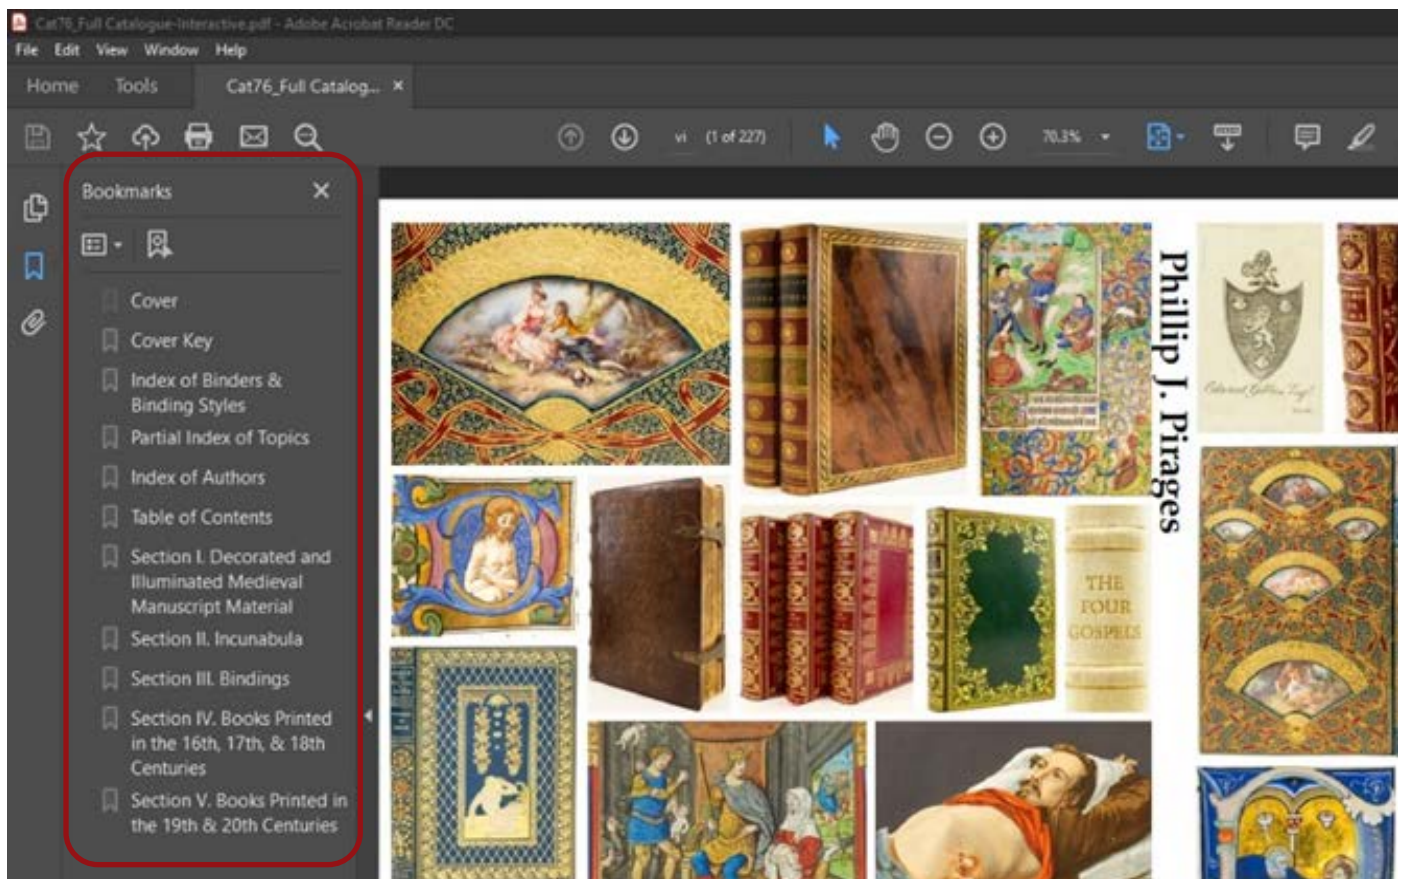 Cat76_Full Catalogue-Interactive.pdf - Adobe Acrobat Reader DC
File Edit View Window Help
Home Tools Cat76_Full Catalog... ×
vi (1 of 227) 70.3%
Bookmarks
Cover
Cover Key
Index of Binders &
Binding Styles
Partial Index of Topics
Index of Authors
Table of Contents
Section I. Decorated and
Illuminated Medieval
Manuscript Material
Section II. Incunabula
Section III. Bindings
Section IV. Books Printed
in the 16th, 17th, & 18th
Centuries
Section V. Books Printed in
the 19th & 20th Centuries
Phillip J. Pirages
THE
FOUR
GOSPELS